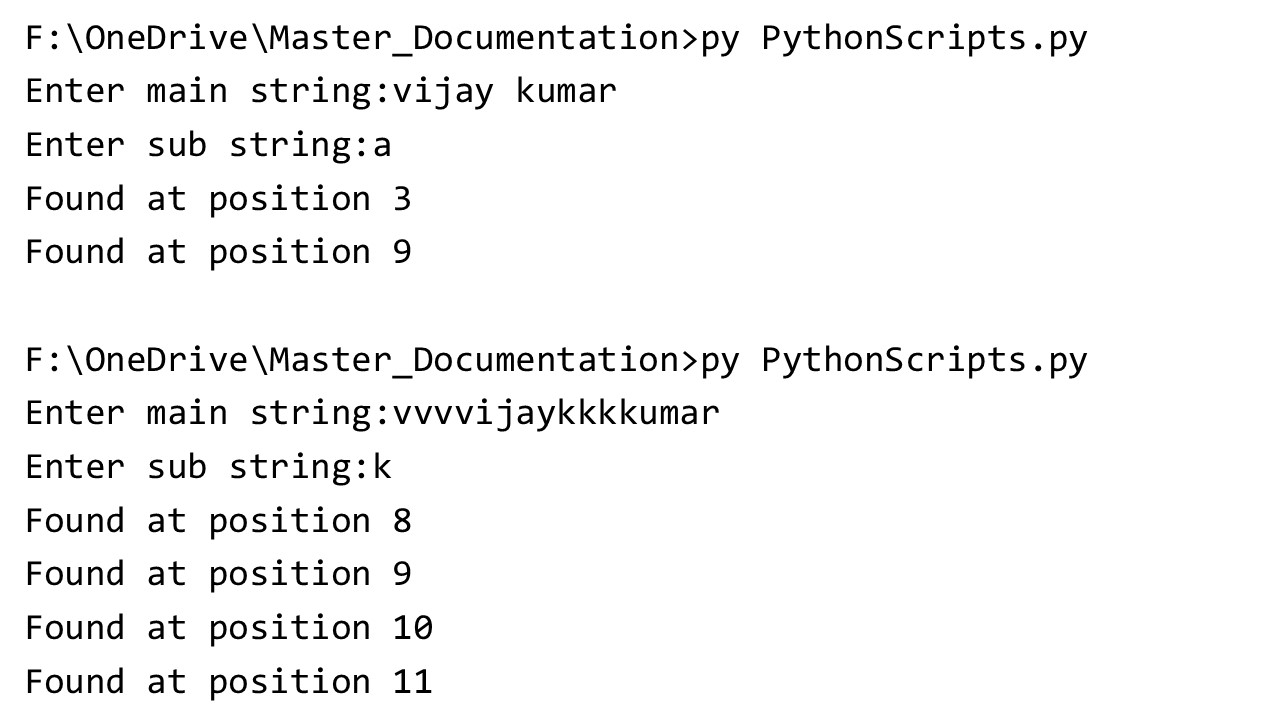 F:\OneDrive\Master_Documentation>py PythonScripts.py
Enter main string:vijay kumar
Enter sub string:a
Found at position 3
Found at position 9
F:\OneDrive\Master_Documentation>py PythonScripts.py
Enter main string:vvvvijaykkkkumar
Enter sub string:k
Found at position 8
Found at position 9
Found at position 10
Found at position 11